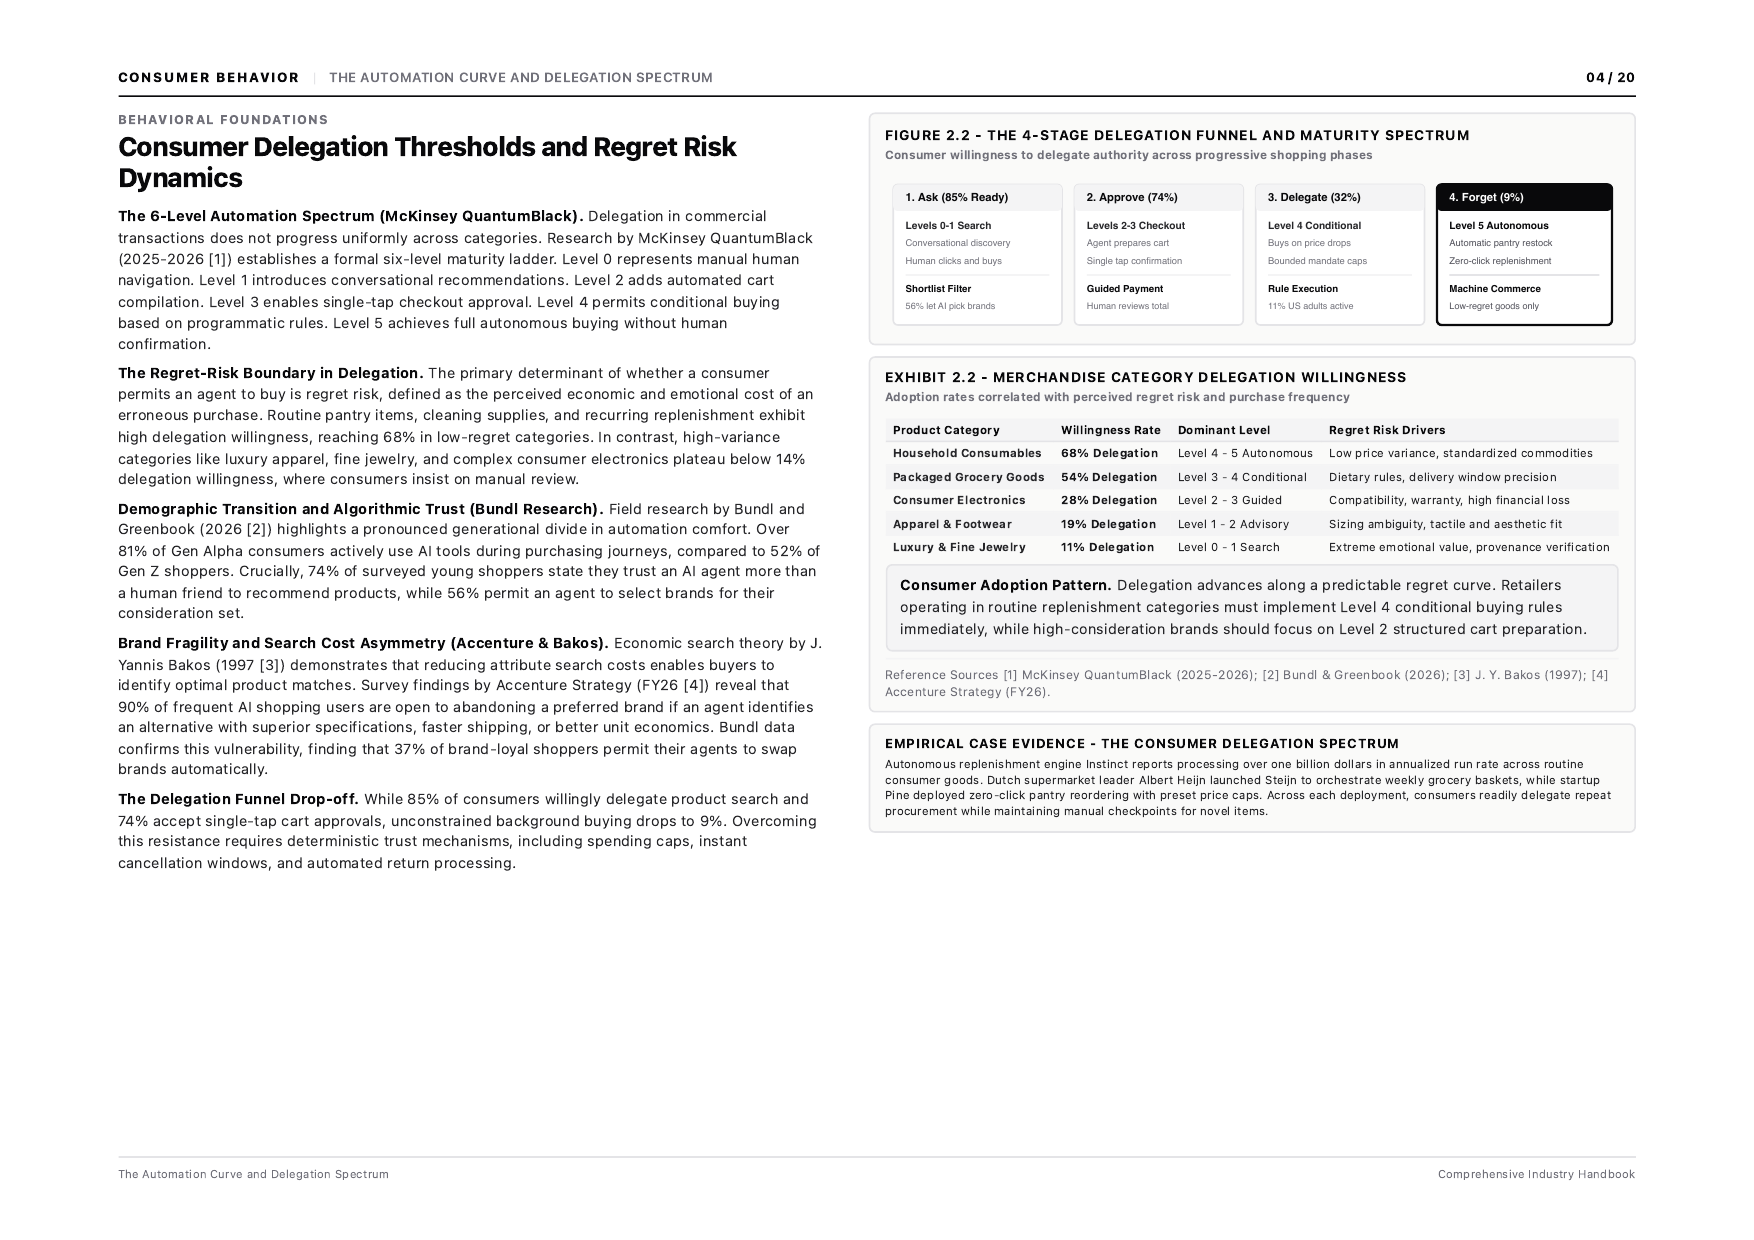 CONSUMER BEHAVIOR | THE AUTOMATION CURVE AND DELEGATION SPECTRUM
04 / 20
BEHAVIORAL FOUNDATIONS
Consumer Delegation Thresholds and Regret Risk
Dynamics
The 6-Level Automation Spectrum (McKinsey QuantumBlack). Delegation in commercial
transactions does not progress uniformly across categories. Research by McKinsey QuantumBlack
(2025-2026 [1]) establishes a formal six-level maturity ladder. Level 0 represents manual human
navigation. Level 1 introduces conversational recommendations. Level 2 adds automated cart
compilation. Level 3 enables single-tap checkout approval. Level 4 permits conditional buying
based on programmatic rules. Level 5 achieves full autonomous buying without human
confirmation.
The Regret-Risk Boundary in Delegation. The primary determinant of whether a consumer
permits an agent to buy is regret risk, defined as the perceived economic and emotional cost of an
erroneous purchase. Routine pantry items, cleaning supplies, and recurring replenishment exhibit
high delegation willingness, reaching 68% in low-regret categories. In contrast, high-variance
categories like luxury apparel, fine jewelry, and complex consumer electronics plateau below 14%
delegation willingness, where consumers insist on manual review.
Demographic Transition and Algorithmic Trust (Bundl Research). Field research by Bundl and
Greenbook (2026 [2]) highlights a pronounced generational divide in automation comfort. Over
81% of Gen Alpha consumers actively use AI tools during purchasing journeys, compared to 52% of
Gen Z shoppers. Crucially, 74% of surveyed young shoppers state they trust an AI agent more than
a human friend to recommend products, while 56% permit an agent to select brands for their
consideration set.
Brand Fragility and Search Cost Asymmetry (Accenture & Bakos). Economic search theory by J.
Yannis Bakos (1997 [3]) demonstrates that reducing attribute search costs enables buyers to
identify optimal product matches. Survey findings by Accenture Strategy (FY26 [4]) reveal that
90% of frequent AI shopping users are open to abandoning a preferred brand if an agent identifies
an alternative with superior specifications, faster shipping, or better unit economics. Bundl data
confirms this vulnerability, finding that 37% of brand-loyal shoppers permit their agents to swap
brands automatically.
The Delegation Funnel Drop-off. While 85% of consumers willingly delegate product search and
74% accept single-tap cart approvals, unconstrained background buying drops to 9%. Overcoming
this resistance requires deterministic trust mechanisms, including spending caps, instant
cancellation windows, and automated return processing.
FIGURE 2.2 - THE 4-STAGE DELEGATION FUNNEL AND MATURITY SPECTRUM
Consumer willingness to delegate authority across progressive shopping phases
1. Ask (85% Ready)
Levels 0-1 Search
Conversational discovery
Human clicks and buys
Shortlist Filter
56% let AI pick brands
2. Approve (74%)
Levels 2-3 Checkout
Agent prepares cart
Single tap confirmation
Guided Payment
Human reviews total
3. Delegate (32%)
Level 4 Conditional
Buys on price drops
Bounded mandate caps
Rule Execution
11% US adults active
4. Forget (9%)
Level 5 Autonomous
Automatic pantry restock
Zero-click replenishment
Machine Commerce
Low-regret goods only
EXHIBIT 2.2 - MERCHANDISE CATEGORY DELEGATION WILLINGNESS
Adoption rates correlated with perceived regret risk and purchase frequency
Product Category Willingness Rate Dominant Level Regret Risk Drivers
Household Consumables 68% Delegation Level 4 - 5 Autonomous Low price variance, standardized commodities
Packaged Grocery Goods 54% Delegation Level 3 - 4 Conditional Dietary rules, delivery window precision
Consumer Electronics 28% Delegation Level 2 - 3 Guided Compatibility, warranty, high financial loss
Apparel & Footwear 19% Delegation Level 1 - 2 Advisory Sizing ambiguity, tactile and aesthetic fit
Luxury & Fine Jewelry 11% Delegation Level 0 - 1 Search Extreme emotional value, provenance verification
Consumer Adoption Pattern. Delegation advances along a predictable regret curve. Retailers
operating in routine replenishment categories must implement Level 4 conditional buying rules
immediately, while high-consideration brands should focus on Level 2 structured cart preparation.
Reference Sources [1] McKinsey QuantumBlack (2025-2026); [2] Bundl & Greenbook (2026); [3] J. Y. Bakos (1997); [4]
Accenture Strategy (FY26).
EMPIRICAL CASE EVIDENCE - THE CONSUMER DELEGATION SPECTRUM
Autonomous replenishment engine Instinct reports processing over one billion dollars in annualized run rate across routine
consumer goods. Dutch supermarket leader Albert Heijn launched Steijn to orchestrate weekly grocery baskets, while startup
Pine deployed zero-click pantry reordering with preset price caps. Across each deployment, consumers readily delegate repeat
procurement while maintaining manual checkpoints for novel items.
The Automation Curve and Delegation Spectrum
Comprehensive Industry Handbook